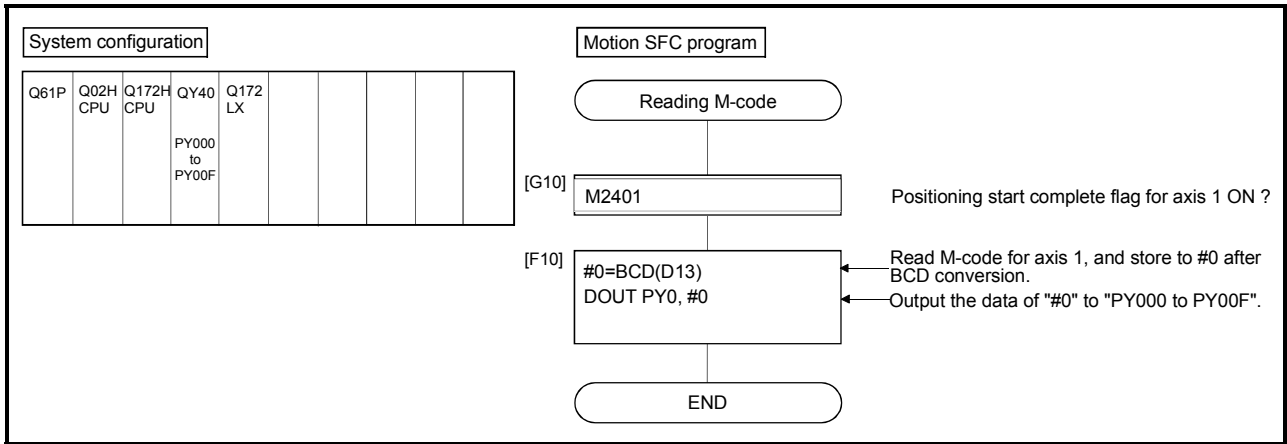 System configuration
Q61P
Q02H
CPU
Q172H
CPU
QY40
PY000
to
PY00F
Q172
LX
Motion SFC program
Reading M-code
[G10]
M2401
Positioning start complete flag for axis 1 ON ?
[F10]
#0=BCD(D13)
DOUT PY0, #0
Read M-code for axis 1, and store to #0 after
BCD conversion.
Output the data of "#0" to "PY000 to PY00F".
END